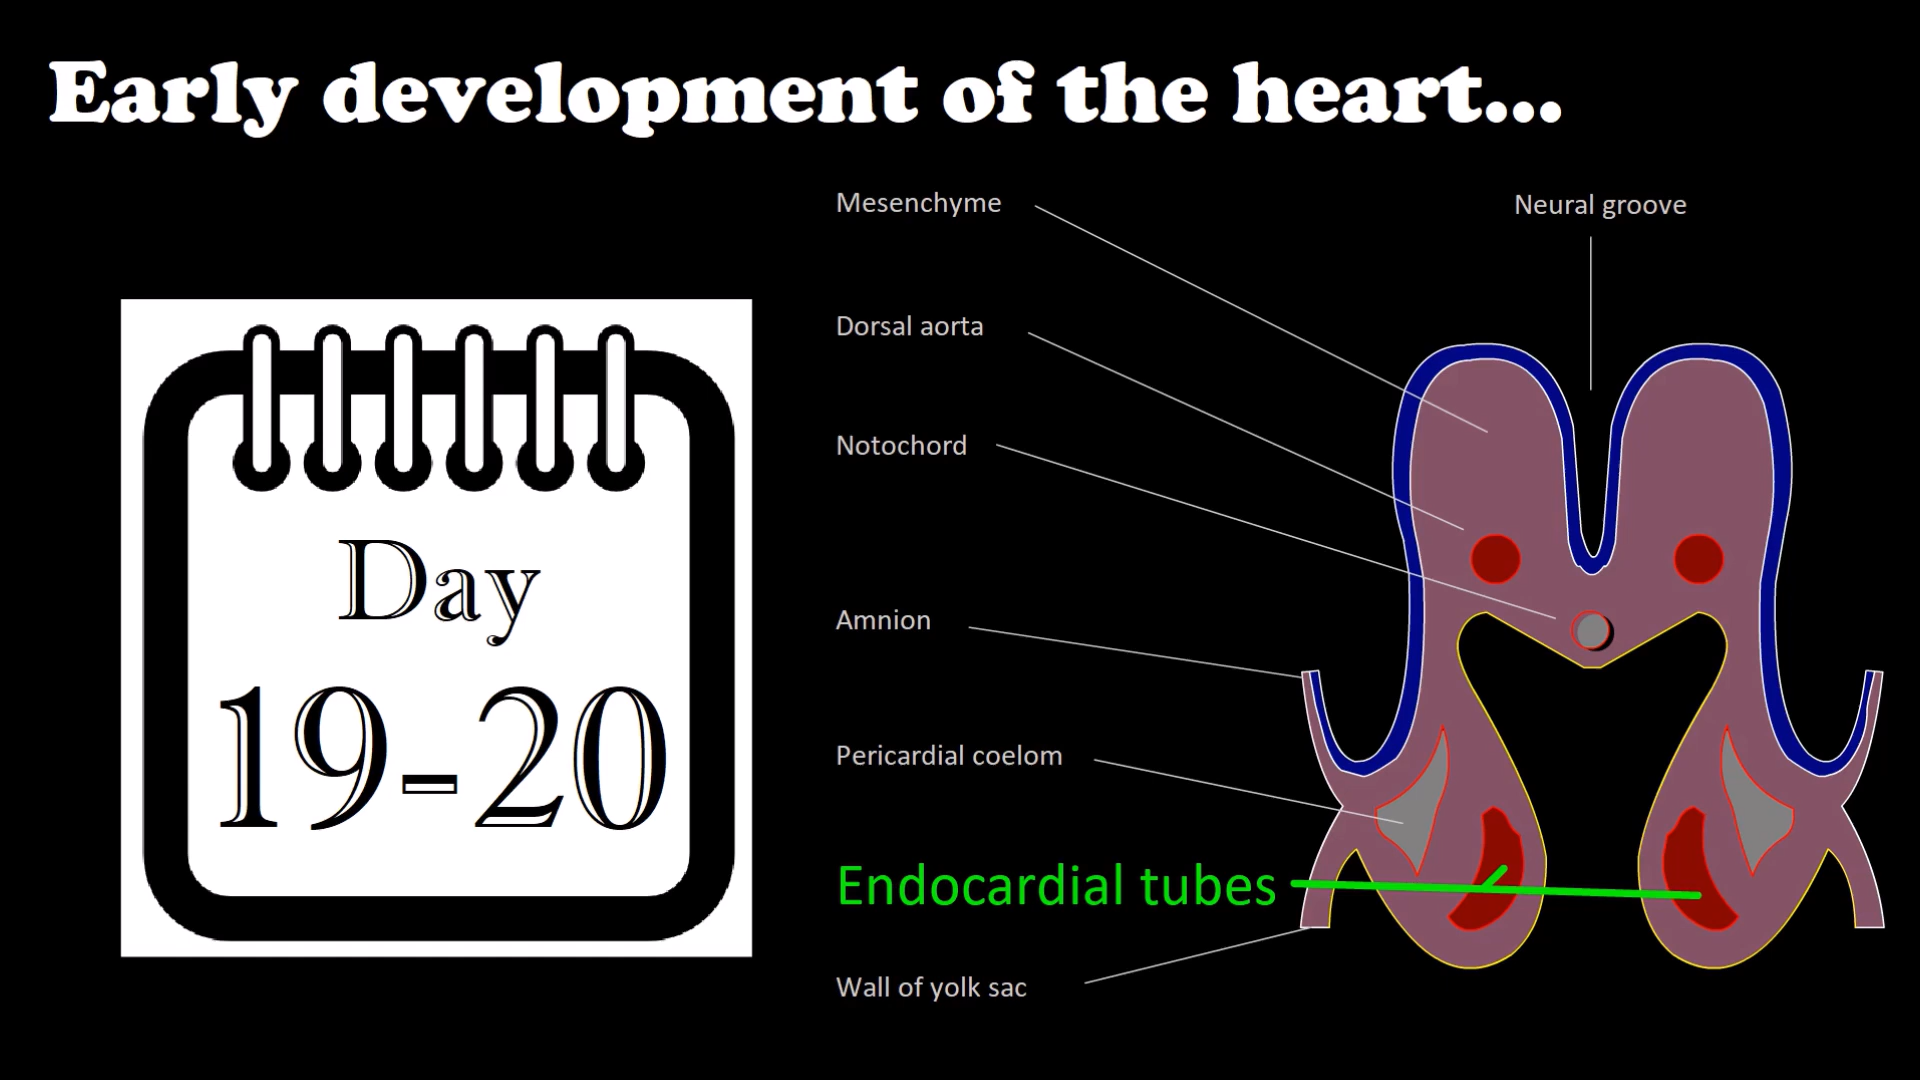 Early development of the heart...
Mesenchyme
Neural groove
Dorsal aorta
Notochord
Day
19-20
Amnion
Pericardial coelom
Endocardial tubes
Wall of yolk sac